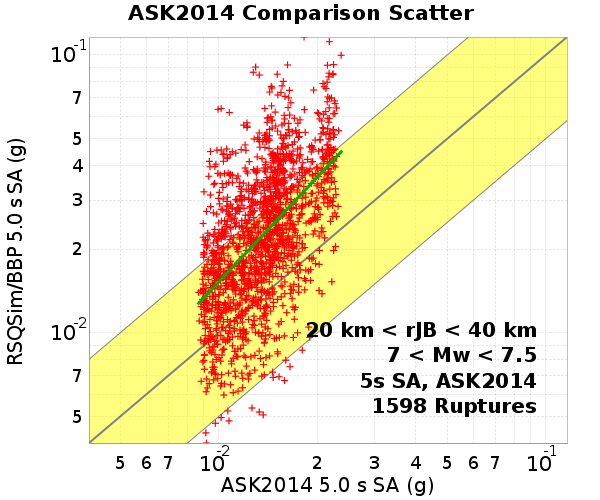 ASK2014 Comparison Scatter
RSQSim/BBP 5.0 s SA (g)
10⁻¹
7
5
4
3
2
10⁻²
7
5
20 km < rJB < 40 km
7 < Mw < 7.5
5s SA, ASK2014
1598 Ruptures
5 6 7 10⁻² 2 3 4 5 6 7 10⁻¹
ASK2014 5.0 s SA (g)